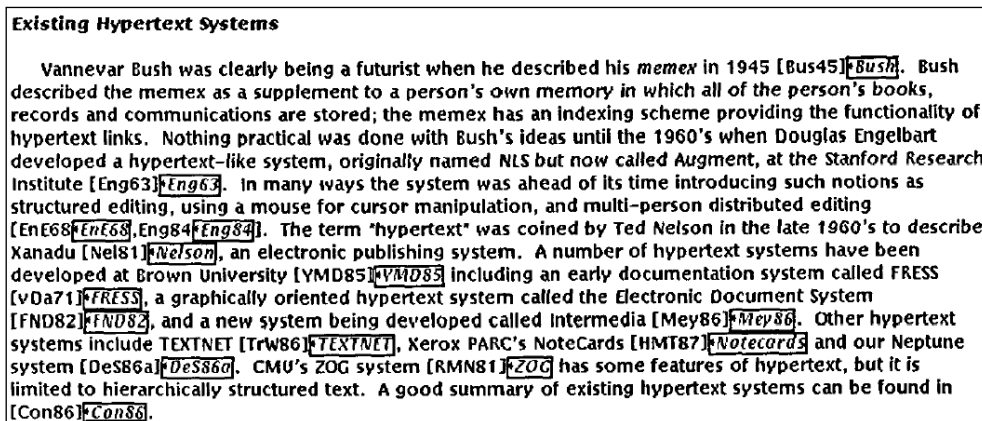 Existing Hypertext Systems
Vannevar Bush was clearly being a futurist when he described his memex in 1945 [Bus45]Bush. Bush
described the memex as a supplement to a person's own memory in which all of the person's books,
records and communications are stored; the memex has an indexing scheme providing the functionality of
hypertext links. Nothing practical was done with Bush's ideas until the 1960's when Douglas Engelbart
developed a hypertext-like system, originally named NLS but now called Augment, at the Stanford Research
Institute [Eng63]Eng63. In many ways the system was ahead of its time introducing such notions as
structured editing, using a mouse for cursor manipulation, and multi-person distributed editing
[EnE68EnE68,Eng84Eng84]. The term "hypertext" was coined by Ted Nelson in the late 1960's to describe
Xanadu [Nel81]Nelson, an electronic publishing system. A number of hypertext systems have been
developed at Brown University [YMD85]YMD85 including an early documentation system called FRESS
[vDa71]FRESS, a graphically oriented hypertext system called the Electronic Document System
[FND82]FND82, and a new system being developed called Intermedia [Mey86]Mey86. Other hypertext
systems include TEXTNET [TrW86]TEXTNET, Xerox PARC's NoteCards [HMT87]Notecards and our Neptune
system [DeS86a]DeS86a. CMU's ZOG system [RMN81]ZOG has some features of hypertext, but it is
limited to hierarchically structured text. A good summary of existing hypertext systems can be found in
[Con86]Con86.